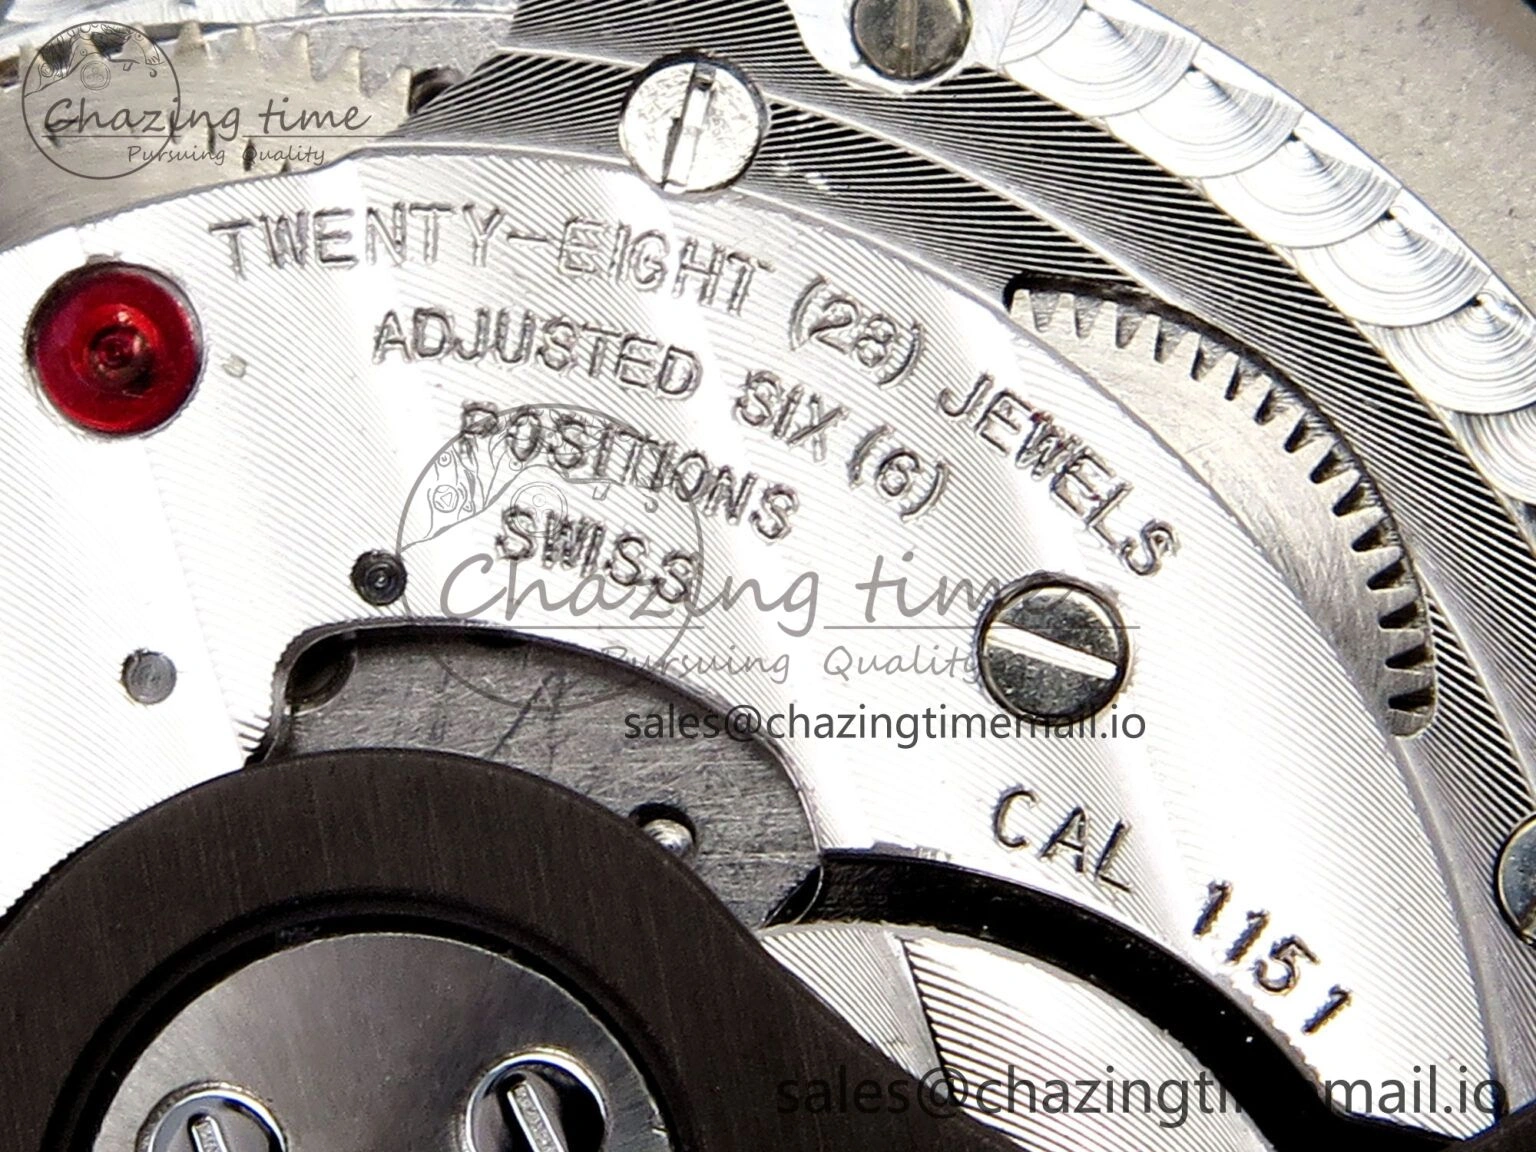 Chazing time
Pursuing Quality
TWENTY-EIGHT (28) JEWELS
ADJUSTED SIX (6)
POSITIONS
SWISS
Chazing time
Pursuing Quality
sales@chazingtimemail.io
CAL 1151
sales@chazingtimemail.io